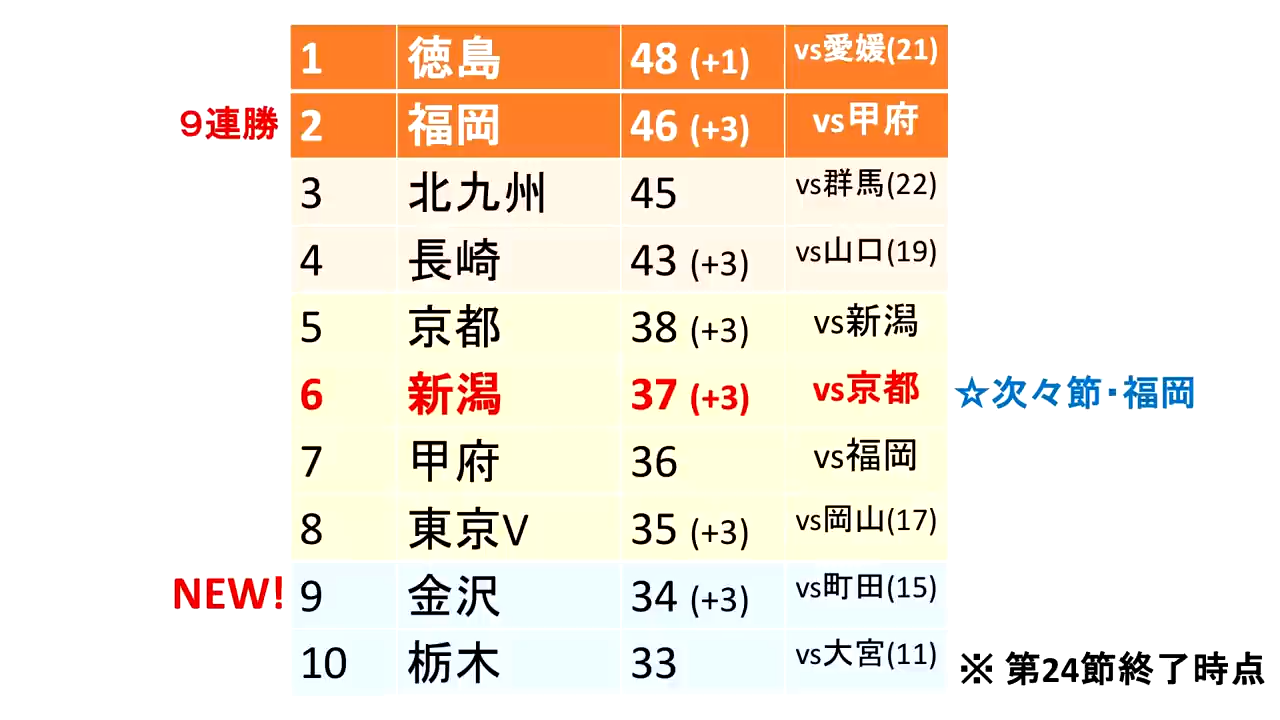 1 徳島 48 (+1) vs愛媛(21)
9連勝 2 福岡 46 (+3) vs甲府
3 北九州 45 vs群馬(22)
4 長崎 43 (+3) vs山口(19)
5 京都 38 (+3) vs新潟
6 新潟 37 (+3) vs京都 ☆次々節・福岡
7 甲府 36 vs福岡
8 東京V 35 (+3) vs岡山(17)
NEW! 9 金沢 34 (+3) vs町田(15)
10 栃木 33 vs大宮(11) ※ 第24節終了時点